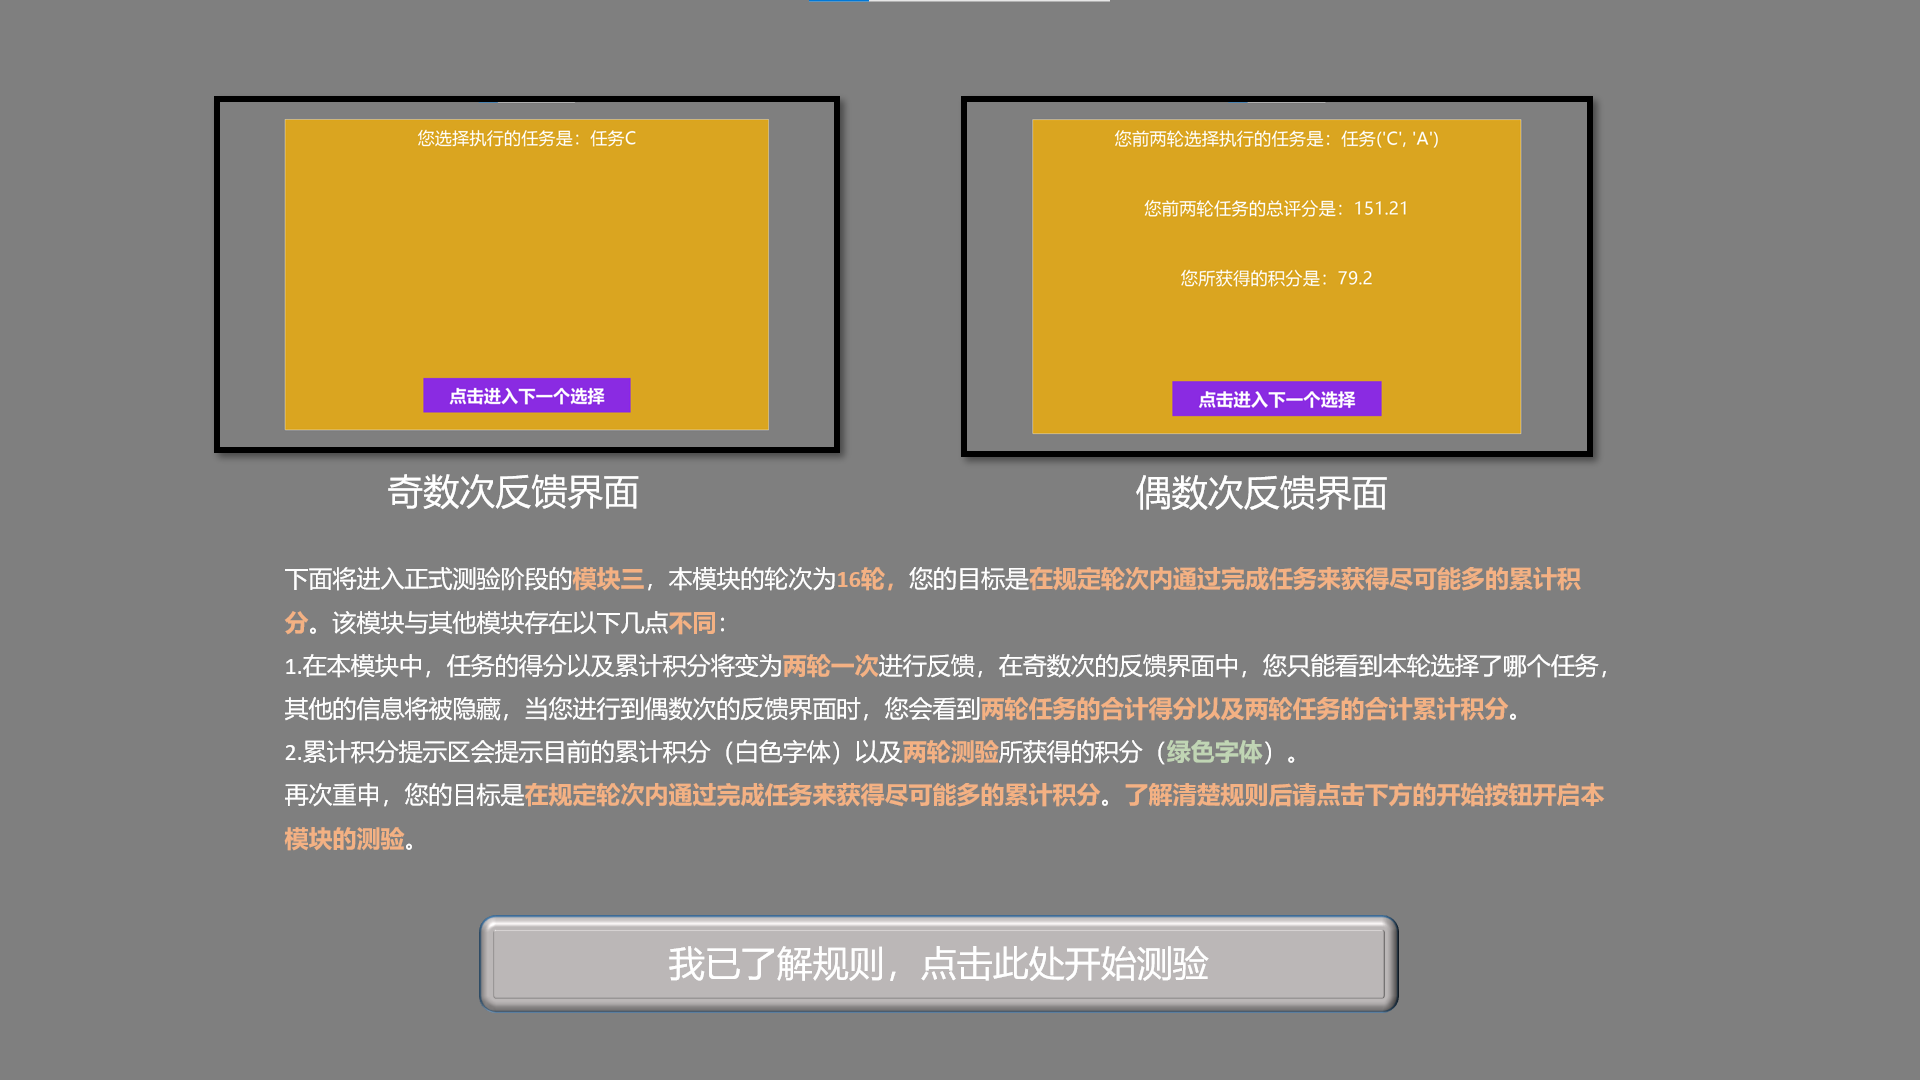 您选择执行的任务是：任务C
点击进入下一个选择
奇数次反馈界面
您前两轮选择执行的任务是：任务('C', 'A')
您前两轮任务的总评分是：151.21
您所获得的积分是：79.2
点击进入下一个选择
偶数次反馈界面
下面将进入正式测验阶段的模块三，本模块的轮次为16轮，您的目标是在规定轮次内通过完成任务来获得尽可能多的累计积
分。该模块与其他模块存在以下几点不同：
1.在本模块中，任务的得分以及累计积分将变为两轮一次进行反馈，在奇数次的反馈界面中，您只能看到本轮选择了哪个任务，
其他的信息将被隐藏，当您进行到偶数次的反馈界面时，您会看到两轮任务的合计得分以及两轮任务的合计累计积分。
2.累计积分提示区会提示目前的累计积分（白色字体）以及两轮测验所获得的积分（绿色字体）。
再次重申，您的目标是在规定轮次内通过完成任务来获得尽可能多的累计积分。了解清楚规则后请点击下方的开始按钮开启本
模块的测验。
我已了解规则，点击此处开始测验